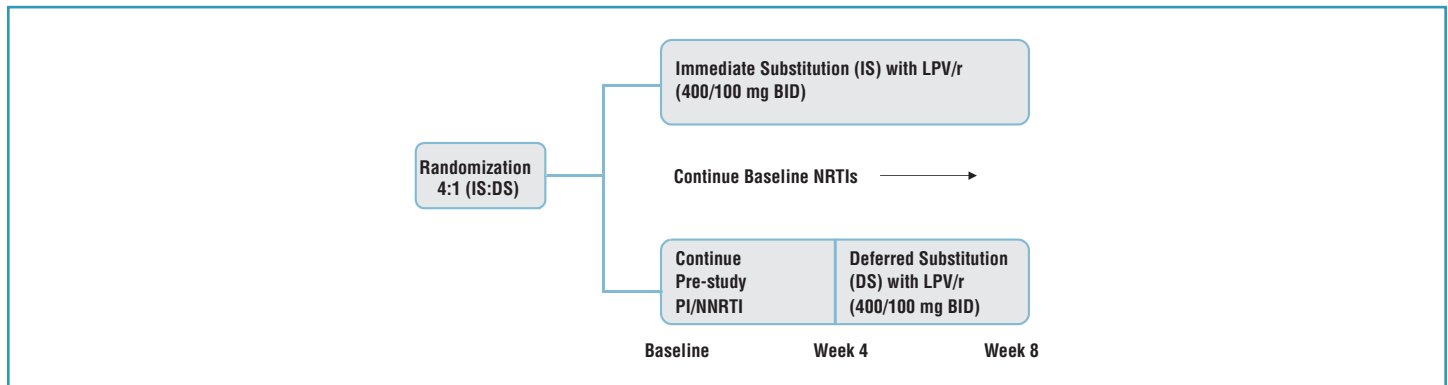 Immediate Substitution (IS) with LPV/r
(400/100 mg BID)
Randomization
4:1 (IS:DS)
Continue Baseline NRTIs
Continue
Pre-study
PI/NNRTI
Deferred Substitution
(DS) with LPV/r
(400/100 mg BID)
Baseline
Week 4
Week 8